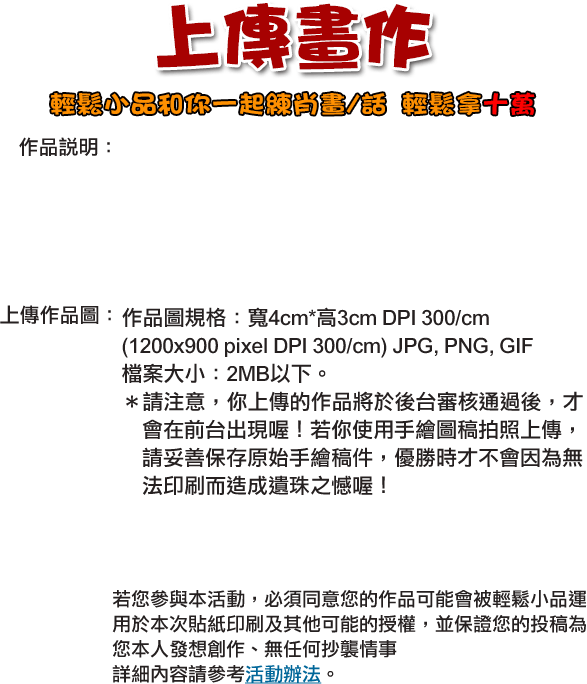 上傳畫作
輕鬆小品和你一起練肖畫/話 輕鬆拿十萬
作品說明：
上傳作品圖：
作品圖規格：寬4cm*高3cm DPI 300/cm
(1200x900 pixel DPI 300/cm) JPG, PNG, GIF
檔案大小：2MB以下。
＊請注意，你上傳的作品將於後台審核通過後，才
會在前台出現喔！若你使用手繪圖稿拍照上傳，
請妥善保存原始手繪稿件，優勝時才不會因為無
法印刷而造成遺珠之憾喔！
若您參與本活動，必須同意您的作品可能會被輕鬆小品運
用於本次貼紙印刷及其他可能的授權，並保證您的投稿為
您本人發想創作、無任何抄襲情事
詳細內容請參考活動辦法。